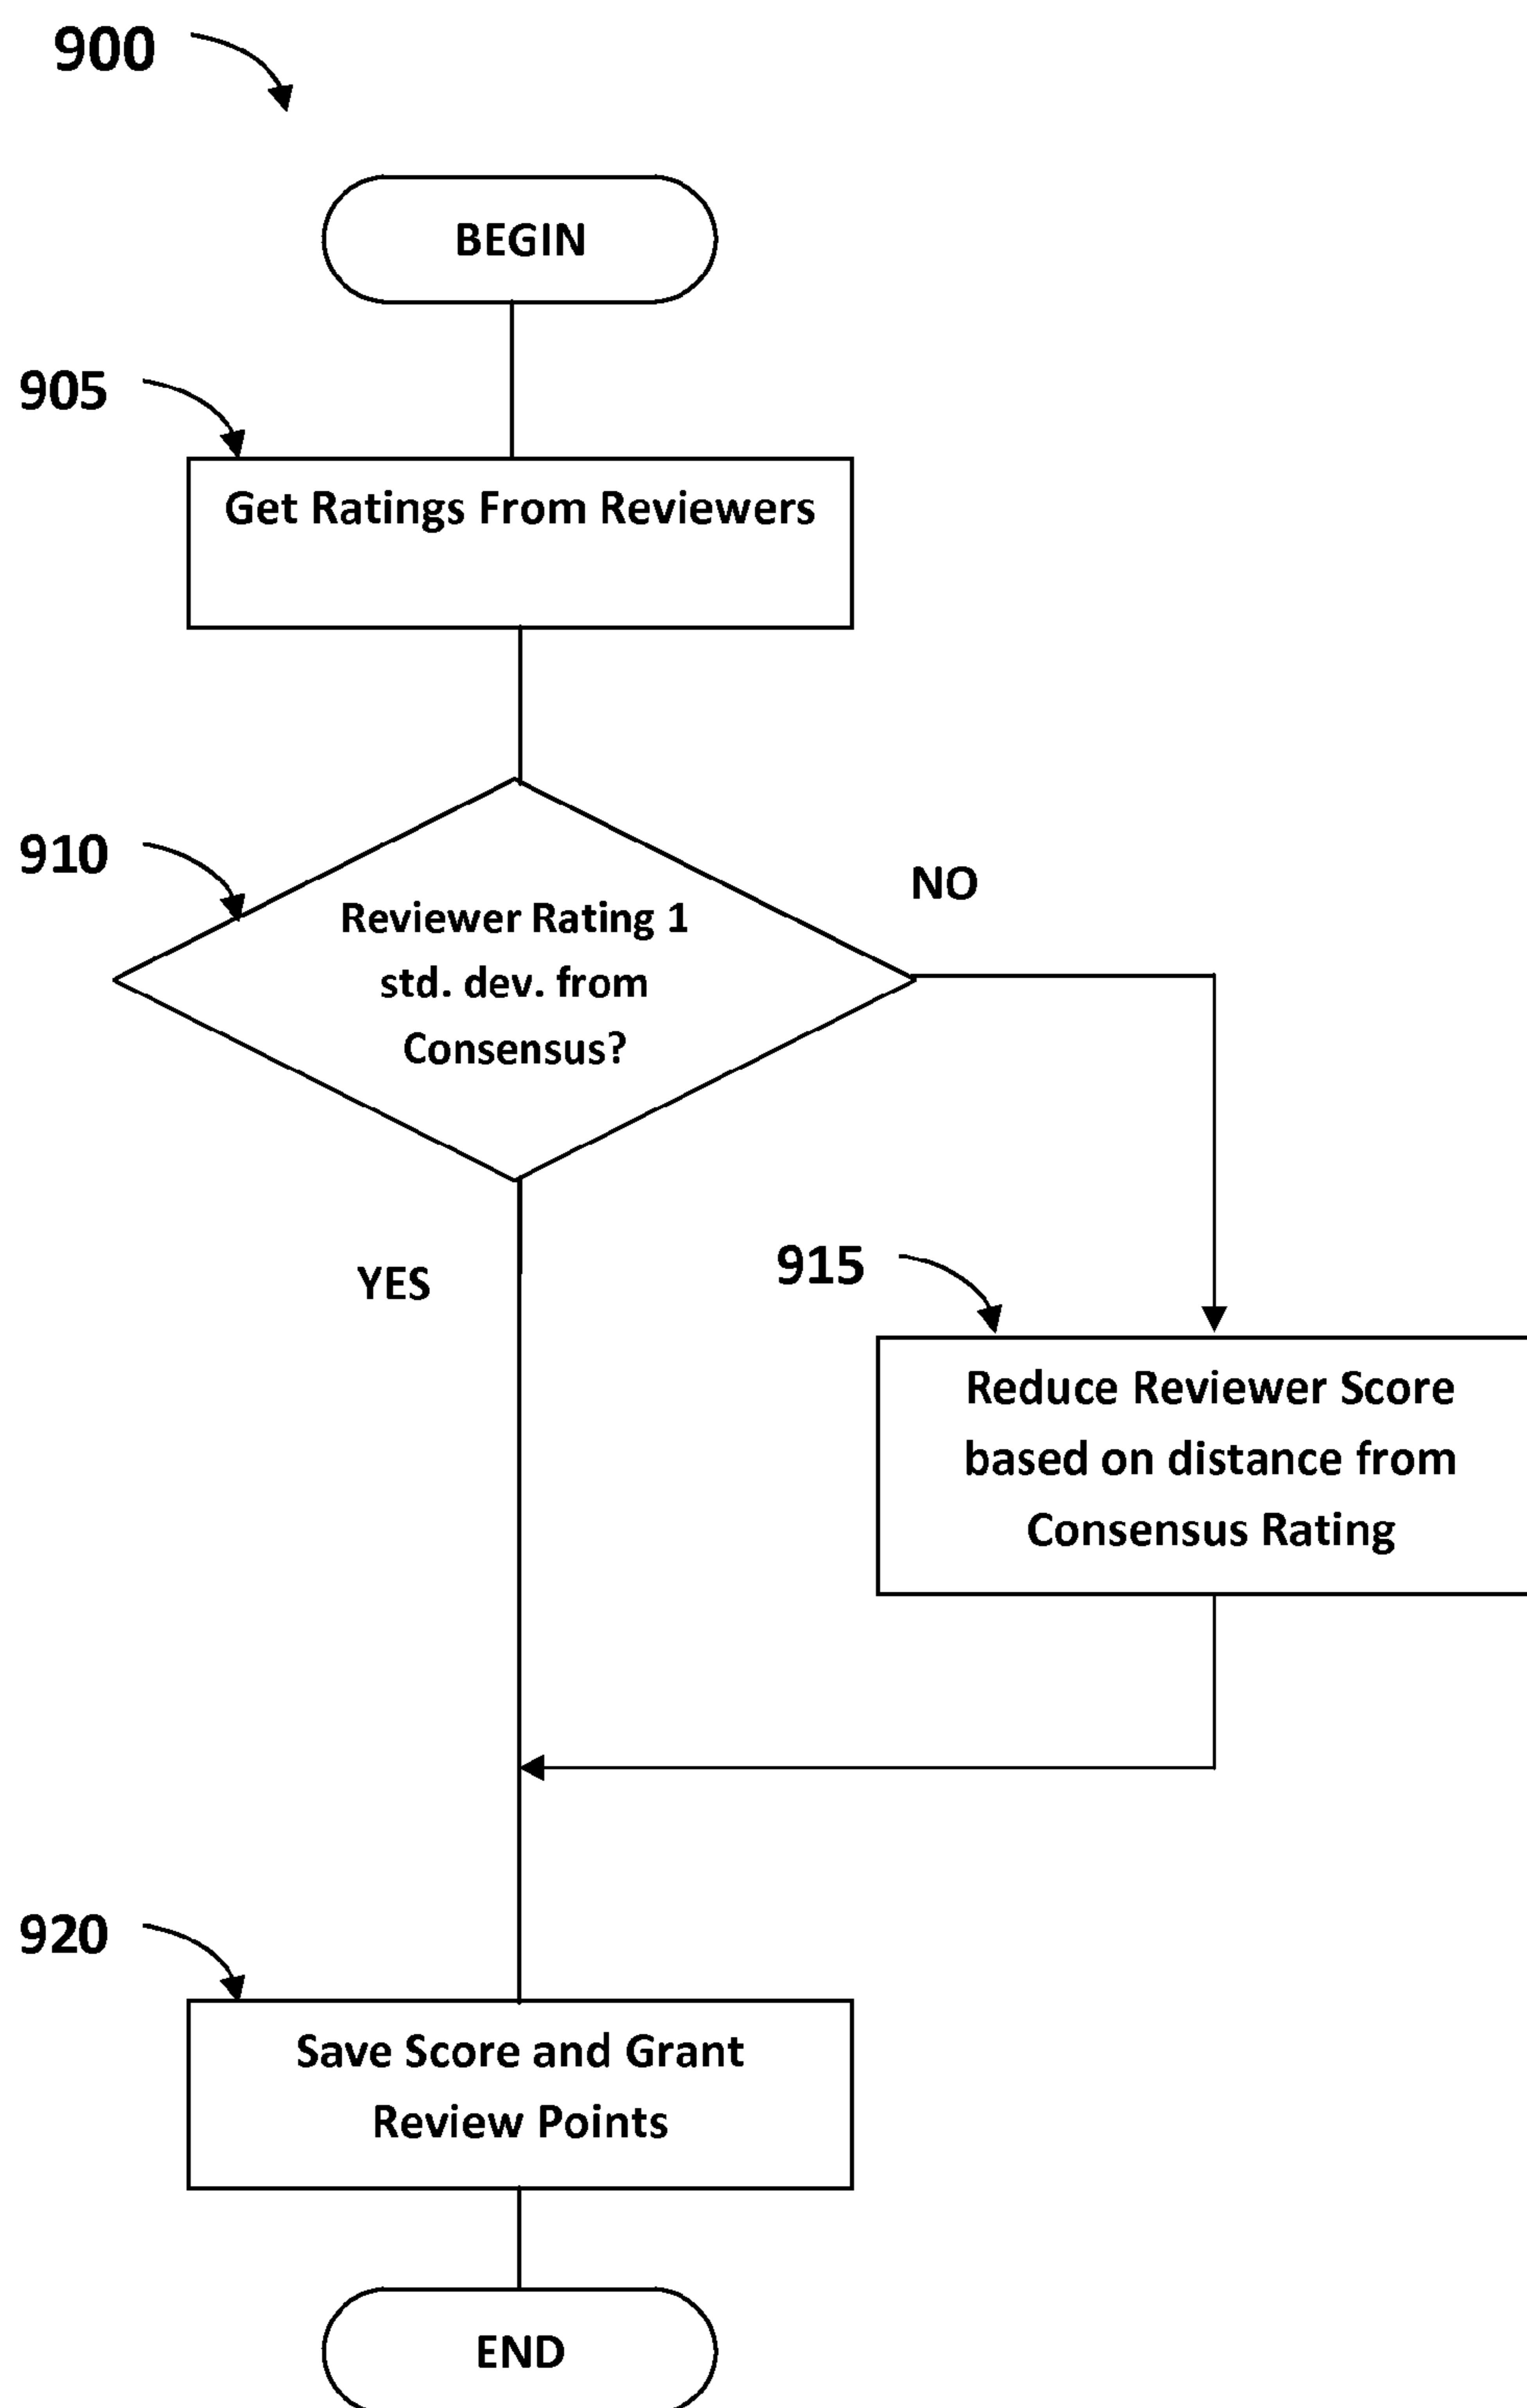 900
BEGIN
905
Get Ratings From Reviewers
910
Reviewer Rating 1
std. dev. from
Consensus?
NO
YES
915
Reduce Reviewer Score
based on distance from
Consensus Rating
920
Save Score and Grant
Review Points
END